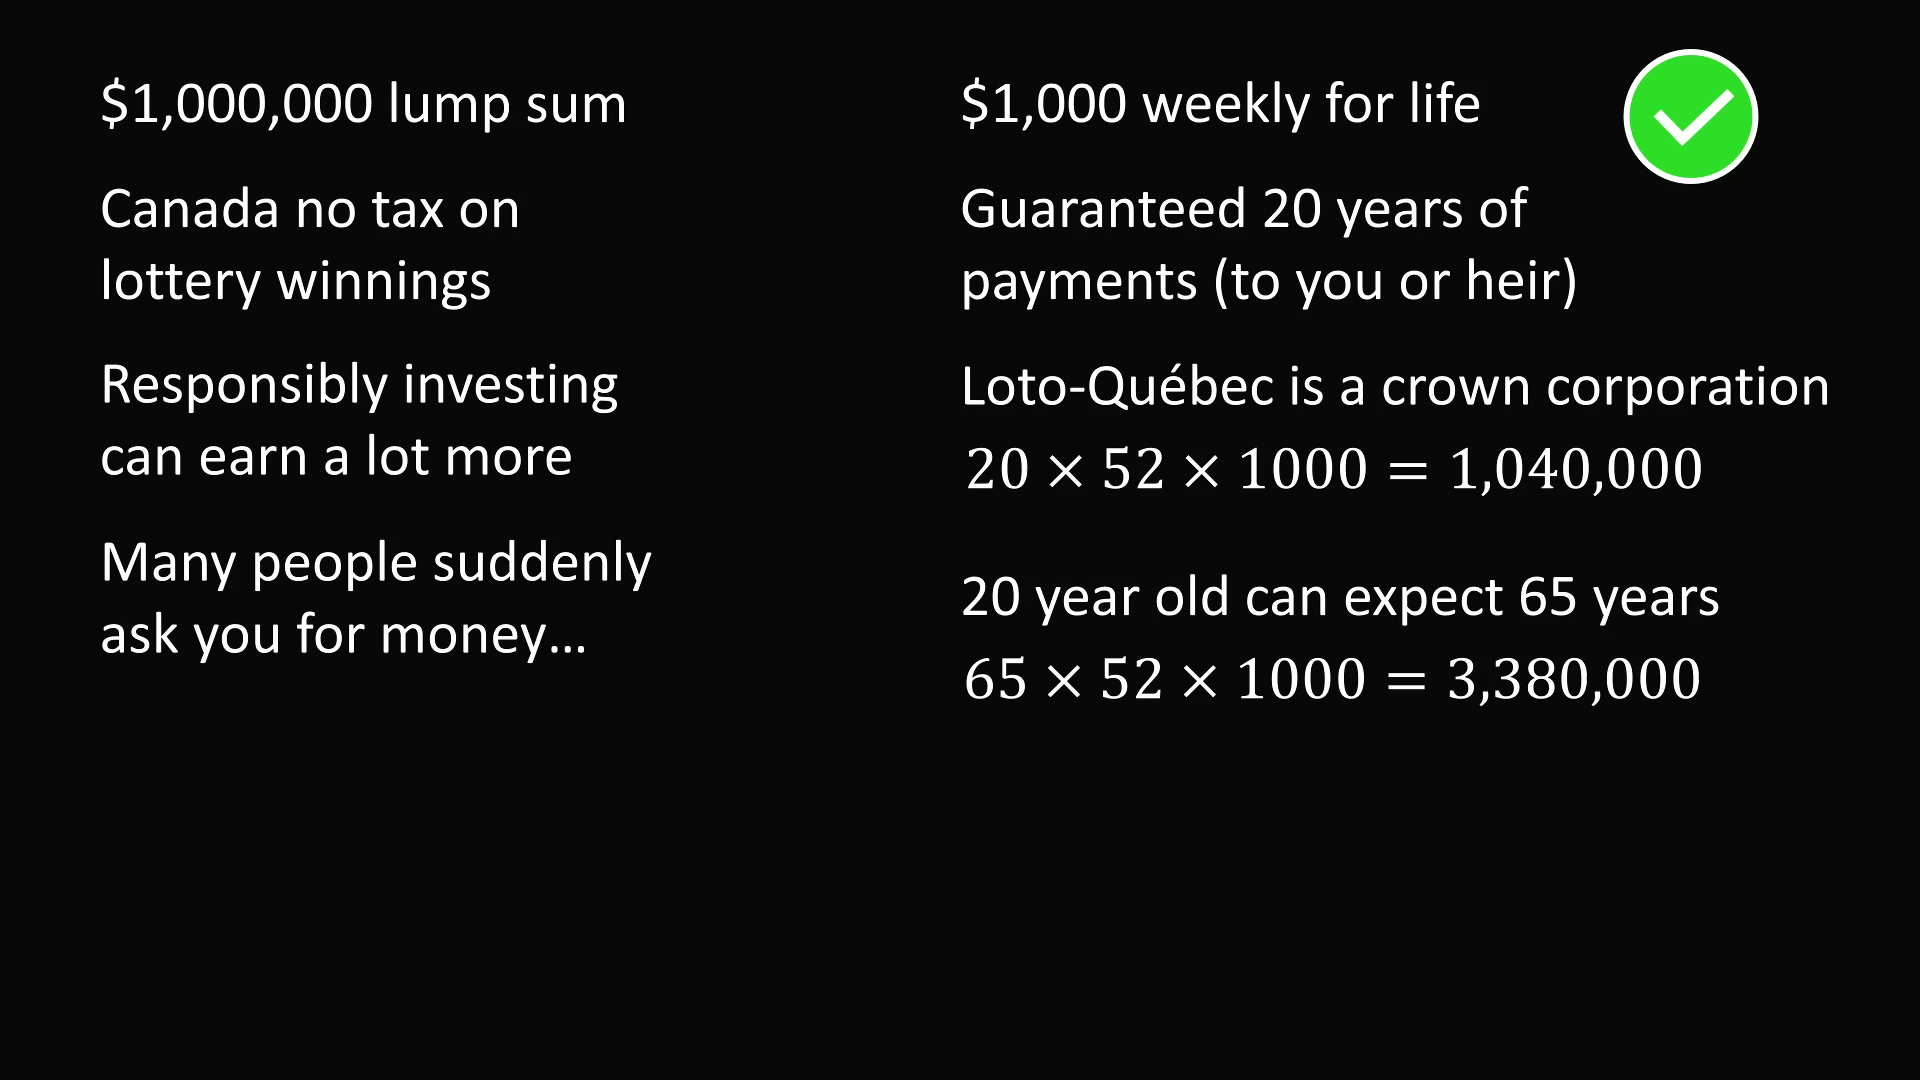 $1,000,000 lump sum
Canada no tax on
lottery winnings
Responsibly investing
can earn a lot more
Many people suddenly
ask you for money...
$1,000 weekly for life
Guaranteed 20 years of
payments (to you or heir)
Loto-Québec is a crown corporation
20 × 52 × 1000 = 1,040,000
20 year old can expect 65 years
65 × 52 × 1000 = 3,380,000